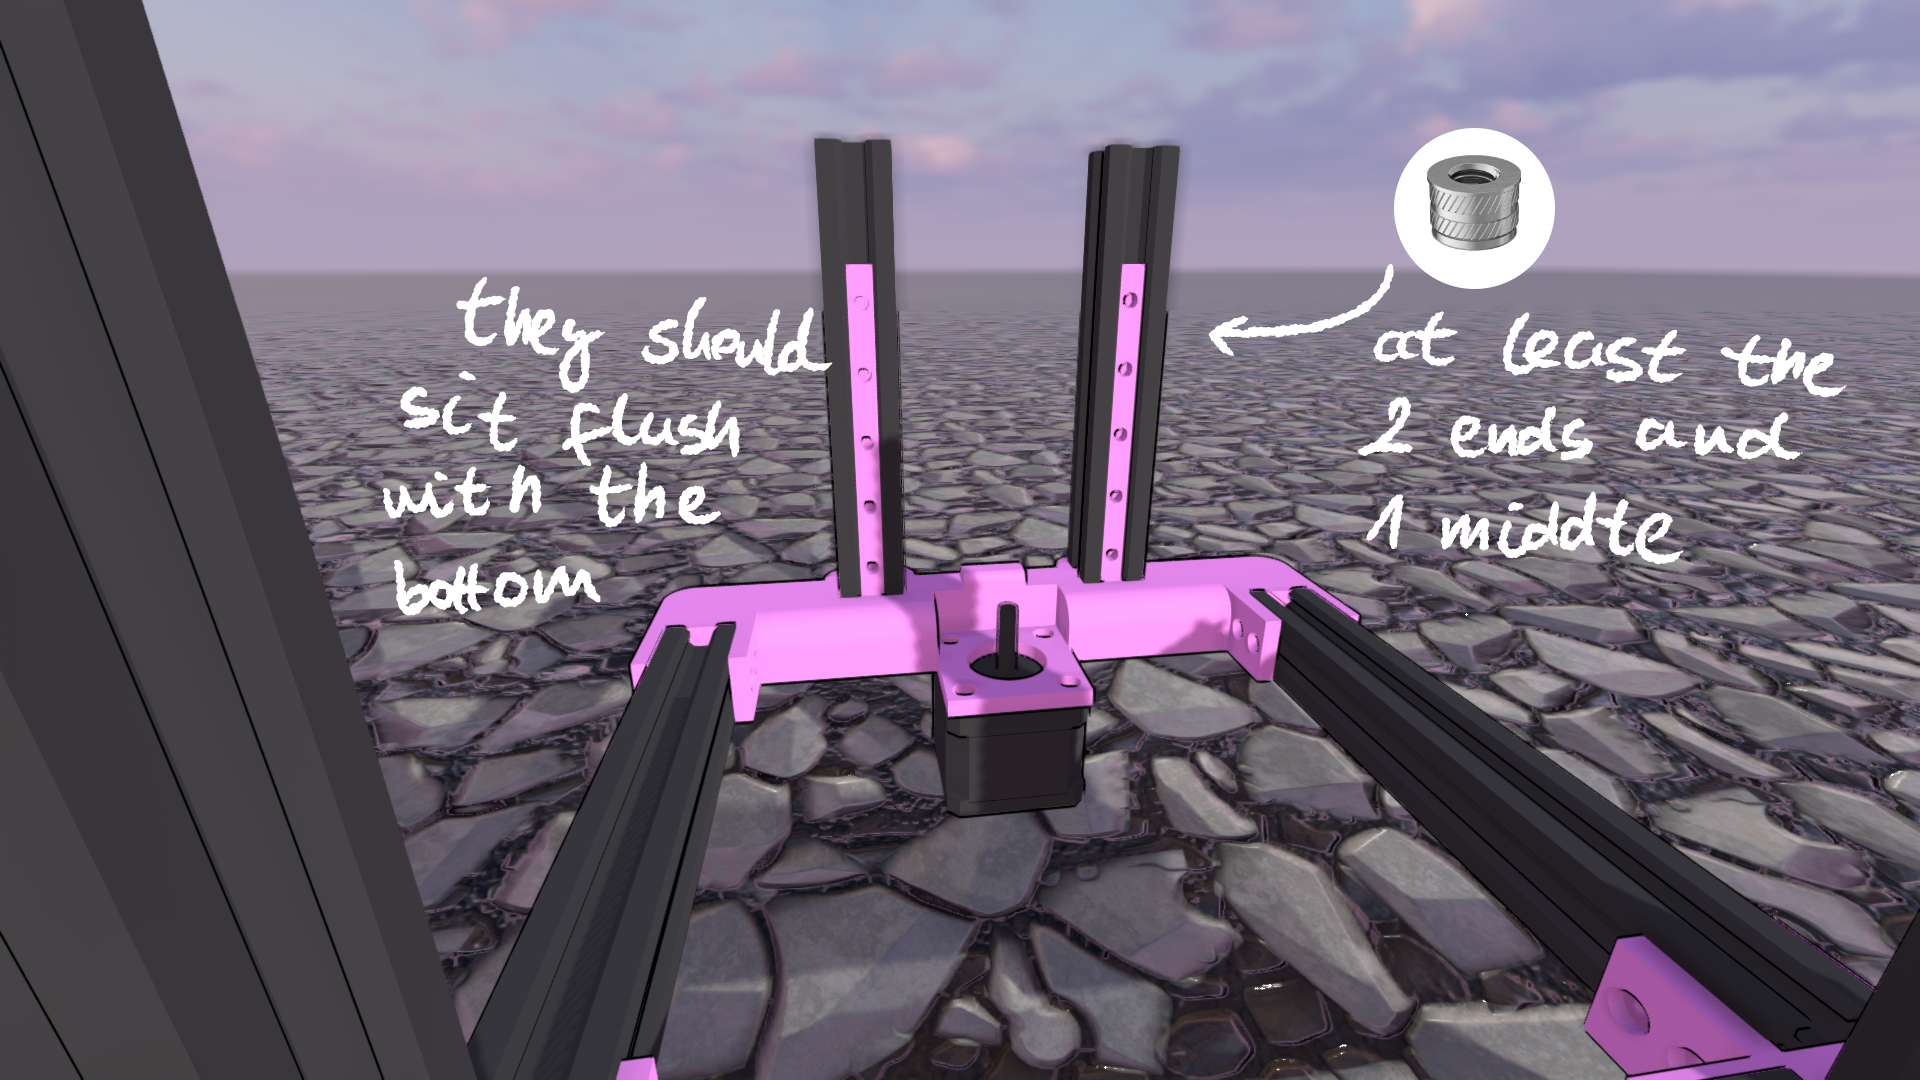 they should
sit flush
with the
bottom
at least the
2 ends and
1 middle